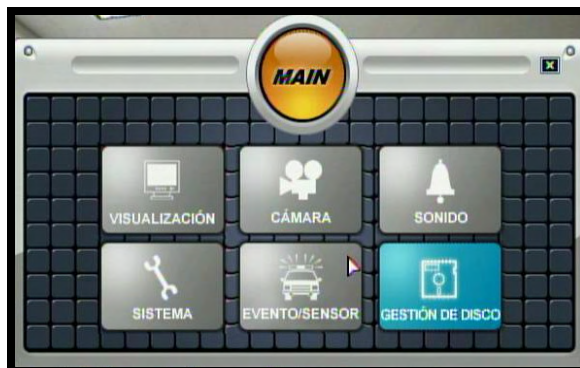 MAIN
VISUALIZACIÓN
CÁMARA
SONIDO
SISTEMA
EVENTO/SENSOR
GESTIÓN DE DISCO